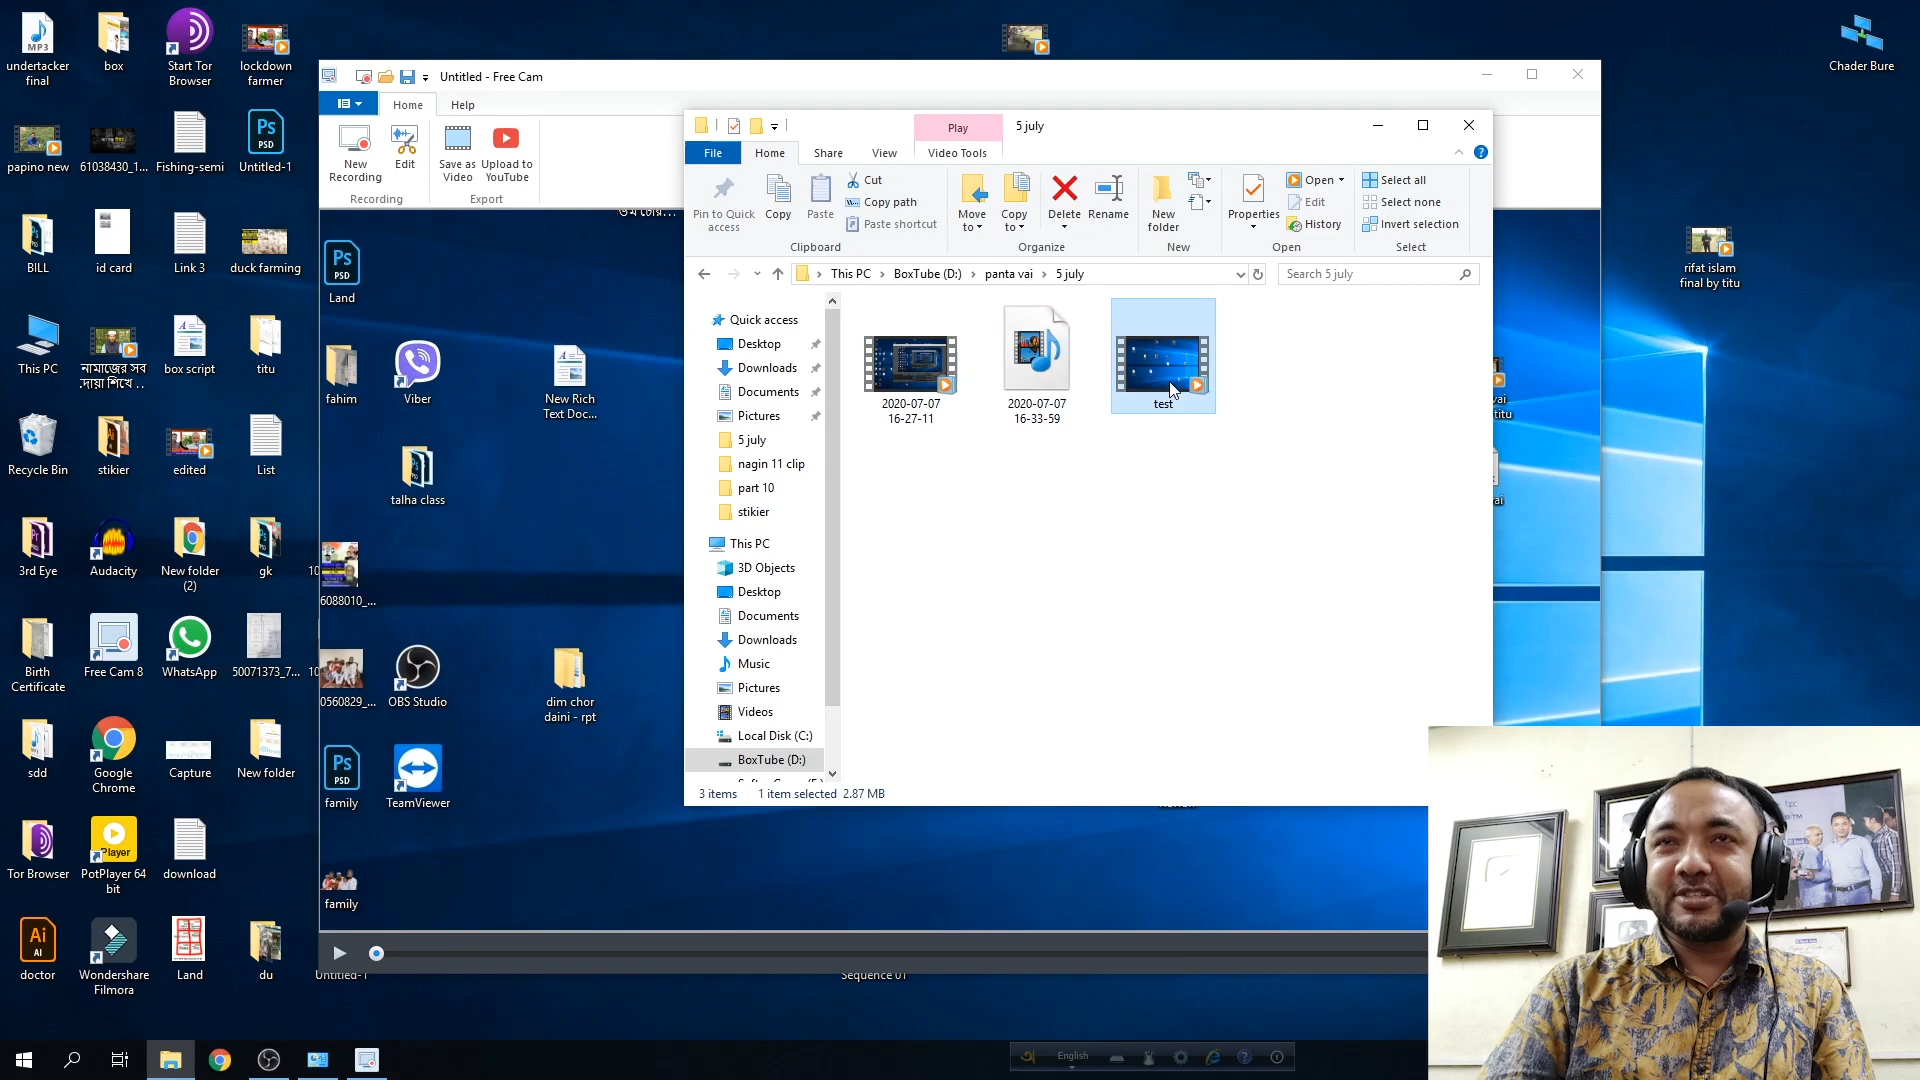 undertacker
final
box
Start Tor
Browser
lockdown
farmer
Chader Bure
papino new
61038430_1...
Fishing-semi
Untitled-1
BILL
id card
Link 3
duck farming
This PC
নামাজের সব
box script
titu
Recycle Bin
stikier
edited
List
3rd Eye
Audacity
New folder
(2)
gk
Birth
Certificate
Free Cam 8
WhatsApp
50071373_7...
sdd
Google
Chrome
Capture
New folder
Tor Browser
PotPlayer 64
bit
download
doctor
Wondershare
Filmora
Land
du
rifat islam
final by titu
Untitled - Free Cam
Home
Help
New
Recording
Edit
Save as
Video
Upload to
YouTube
Recording
Export
Land
fahim
Viber
New Rich
Text Doc...
talha class
6088010_...
0560829_...
OBS Studio
dim chor
daini - rpt
family
TeamViewer
family
Untitled-1
Sequence 01
Play
5 july
File
Home
Share
View
Video Tools
Pin to Quick
access
Copy
Paste
Cut
Copy path
Paste shortcut
Clipboard
Move
to
Copy
to
Delete
Rename
Organize
New
folder
New
Properties
Open
Edit
History
Open
Select all
Select none
Invert selection
Select
This PC
BoxTube (D:)
panta vai
5 july
Search 5 july
Quick access
Desktop
Downloads
Documents
Pictures
5 july
nagin 11 clip
part 10
stikier
This PC
3D Objects
Desktop
Documents
Downloads
Music
Pictures
Videos
Local Disk (C:)
BoxTube (D:)
2020-07-07
16-27-11
2020-07-07
16-33-59
test
3 items
1 item selected 2.87 MB
English